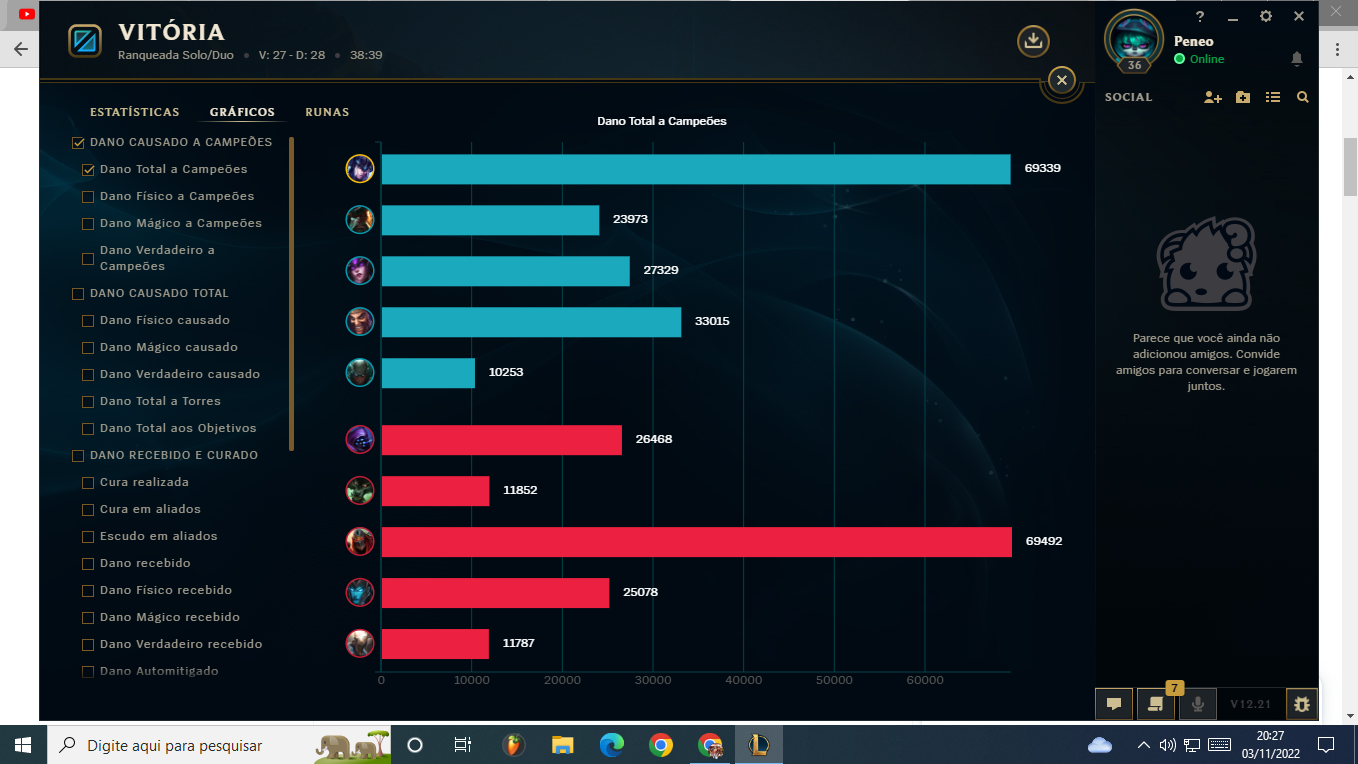 VITÓRIA
Ranqueada Solo/Duo • V: 27 - D: 28 • 38:39
Peneo
36
Online
SOCIAL
ESTATÍSTICAS GRÁFICOS RUNAS
DANO CAUSADO A CAMPEÕES
Dano Total a Campeões
Dano Físico a Campeões
Dano Mágico a Campeões
Dano Verdadeiro a
Campeões
DANO CAUSADO TOTAL
Dano Físico causado
Dano Mágico causado
Dano Verdadeiro causado
Dano Total a Torres
Dano Total aos Objetivos
DANO RECEBIDO E CURADO
Cura realizada
Cura em aliados
Escudo em aliados
Dano recebido
Dano Físico recebido
Dano Mágico recebido
Dano Verdadeiro recebido
Dano Automitigado
Dano Total a Campeões
69339
23973
27329
33015
10253
26468
11852
69492
25078
11787
0 10000 20000 30000 40000 50000 60000
Parece que você ainda não
adicionou amigos. Convide
amigos para conversar e jogarem
juntos.
7
V12.21
Digite aqui para pesquisar
20:27
03/11/2022